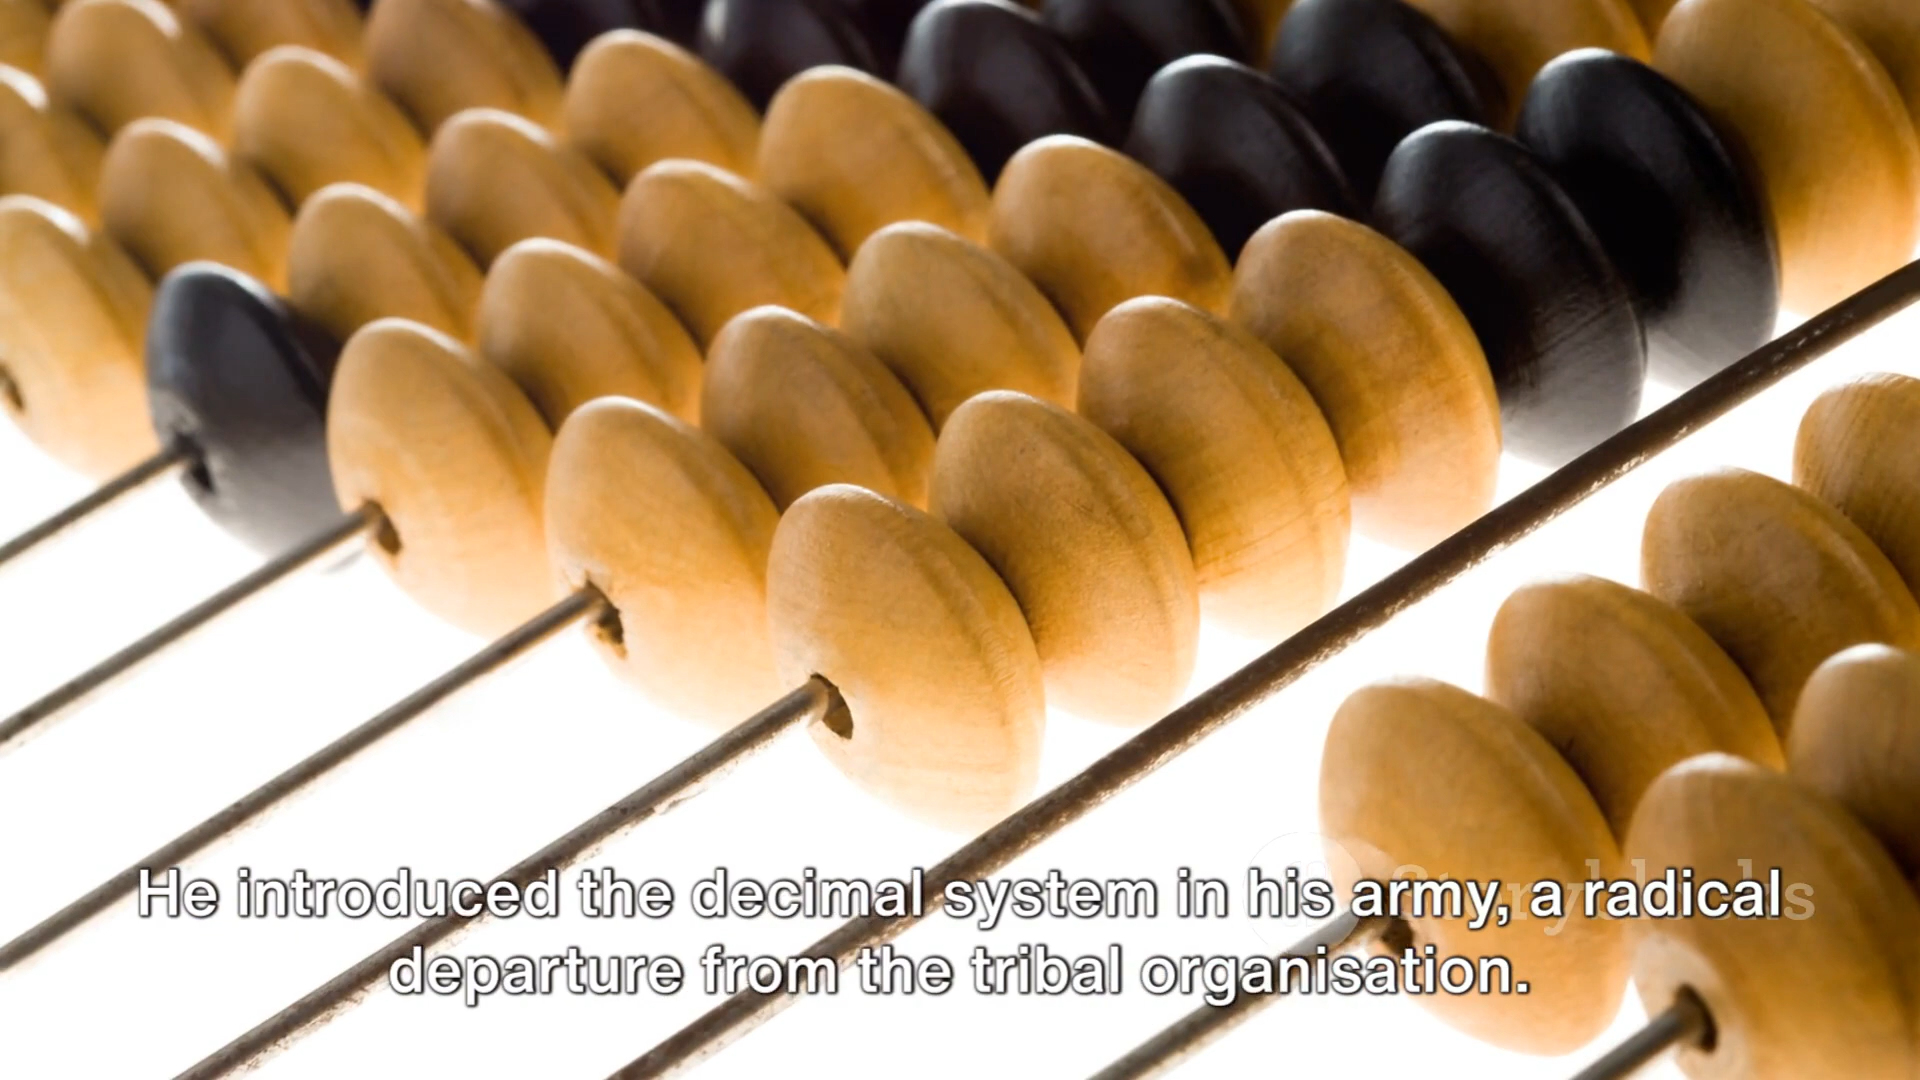 He introduced the decimal system in his army, a radical
departure from the tribal organisation.